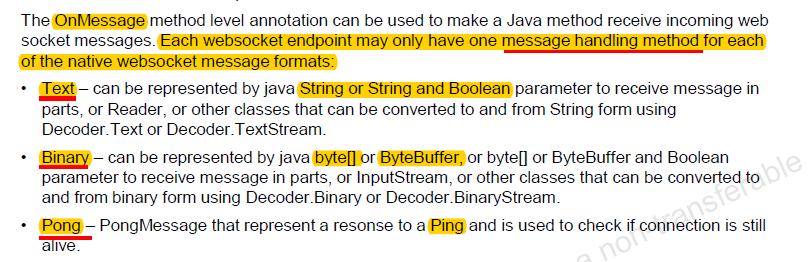 The OnMessage method level annotation can be used to make a Java method receive incoming web
socket messages. Each websocket endpoint may only have one message handling method for each
of the native websocket message formats:
• Text – can be represented by java String or String and Boolean parameter to receive message in
parts, or Reader, or other classes that can be converted to and from String form using
Decoder.Text or Decoder.TextStream.
• Binary – can be represented by java byte[] or ByteBuffer, or byte[] or ByteBuffer and Boolean
parameter to receive message in parts, or InputStream, or other classes that can be converted to
and from binary form using Decoder.Binary or Decoder.BinaryStream.
• Pong – PongMessage that represent a resonse to a Ping and is used to check if connection is still
alive.
a non-transferable